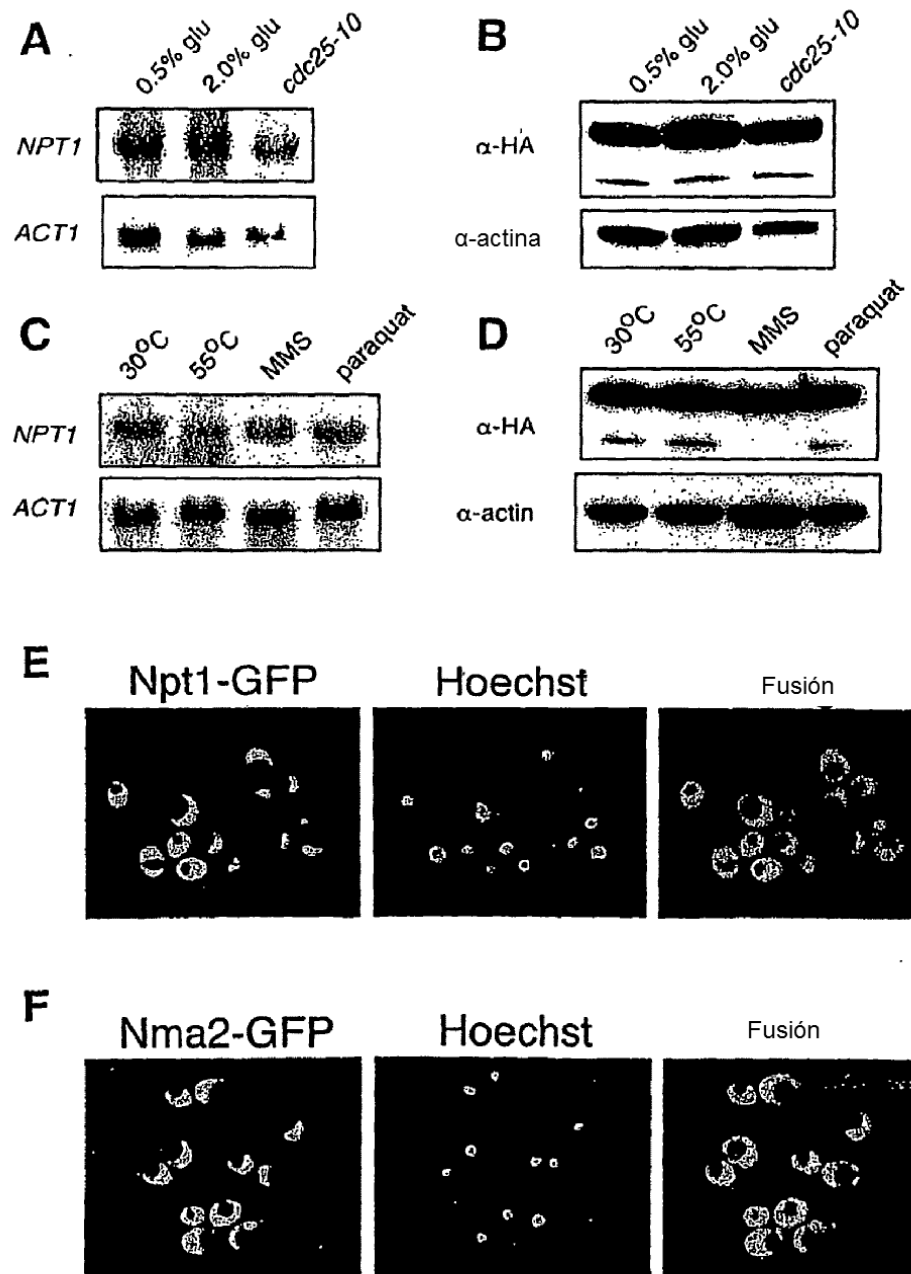 A
0.5% glu 2.0% glu cdc25-10
NPT1
ACT1
B
0.5% glu 2.0% glu cdc25-10
α-HA
α-actina
C
30°C 55°C MMS paraquat
NPT1
ACT1
D
30°C 55°C MMS paraquat
α-HA
α-actin
E
Npt1-GFP Hoechst Fusión
F
Nma2-GFP Hoechst Fusión